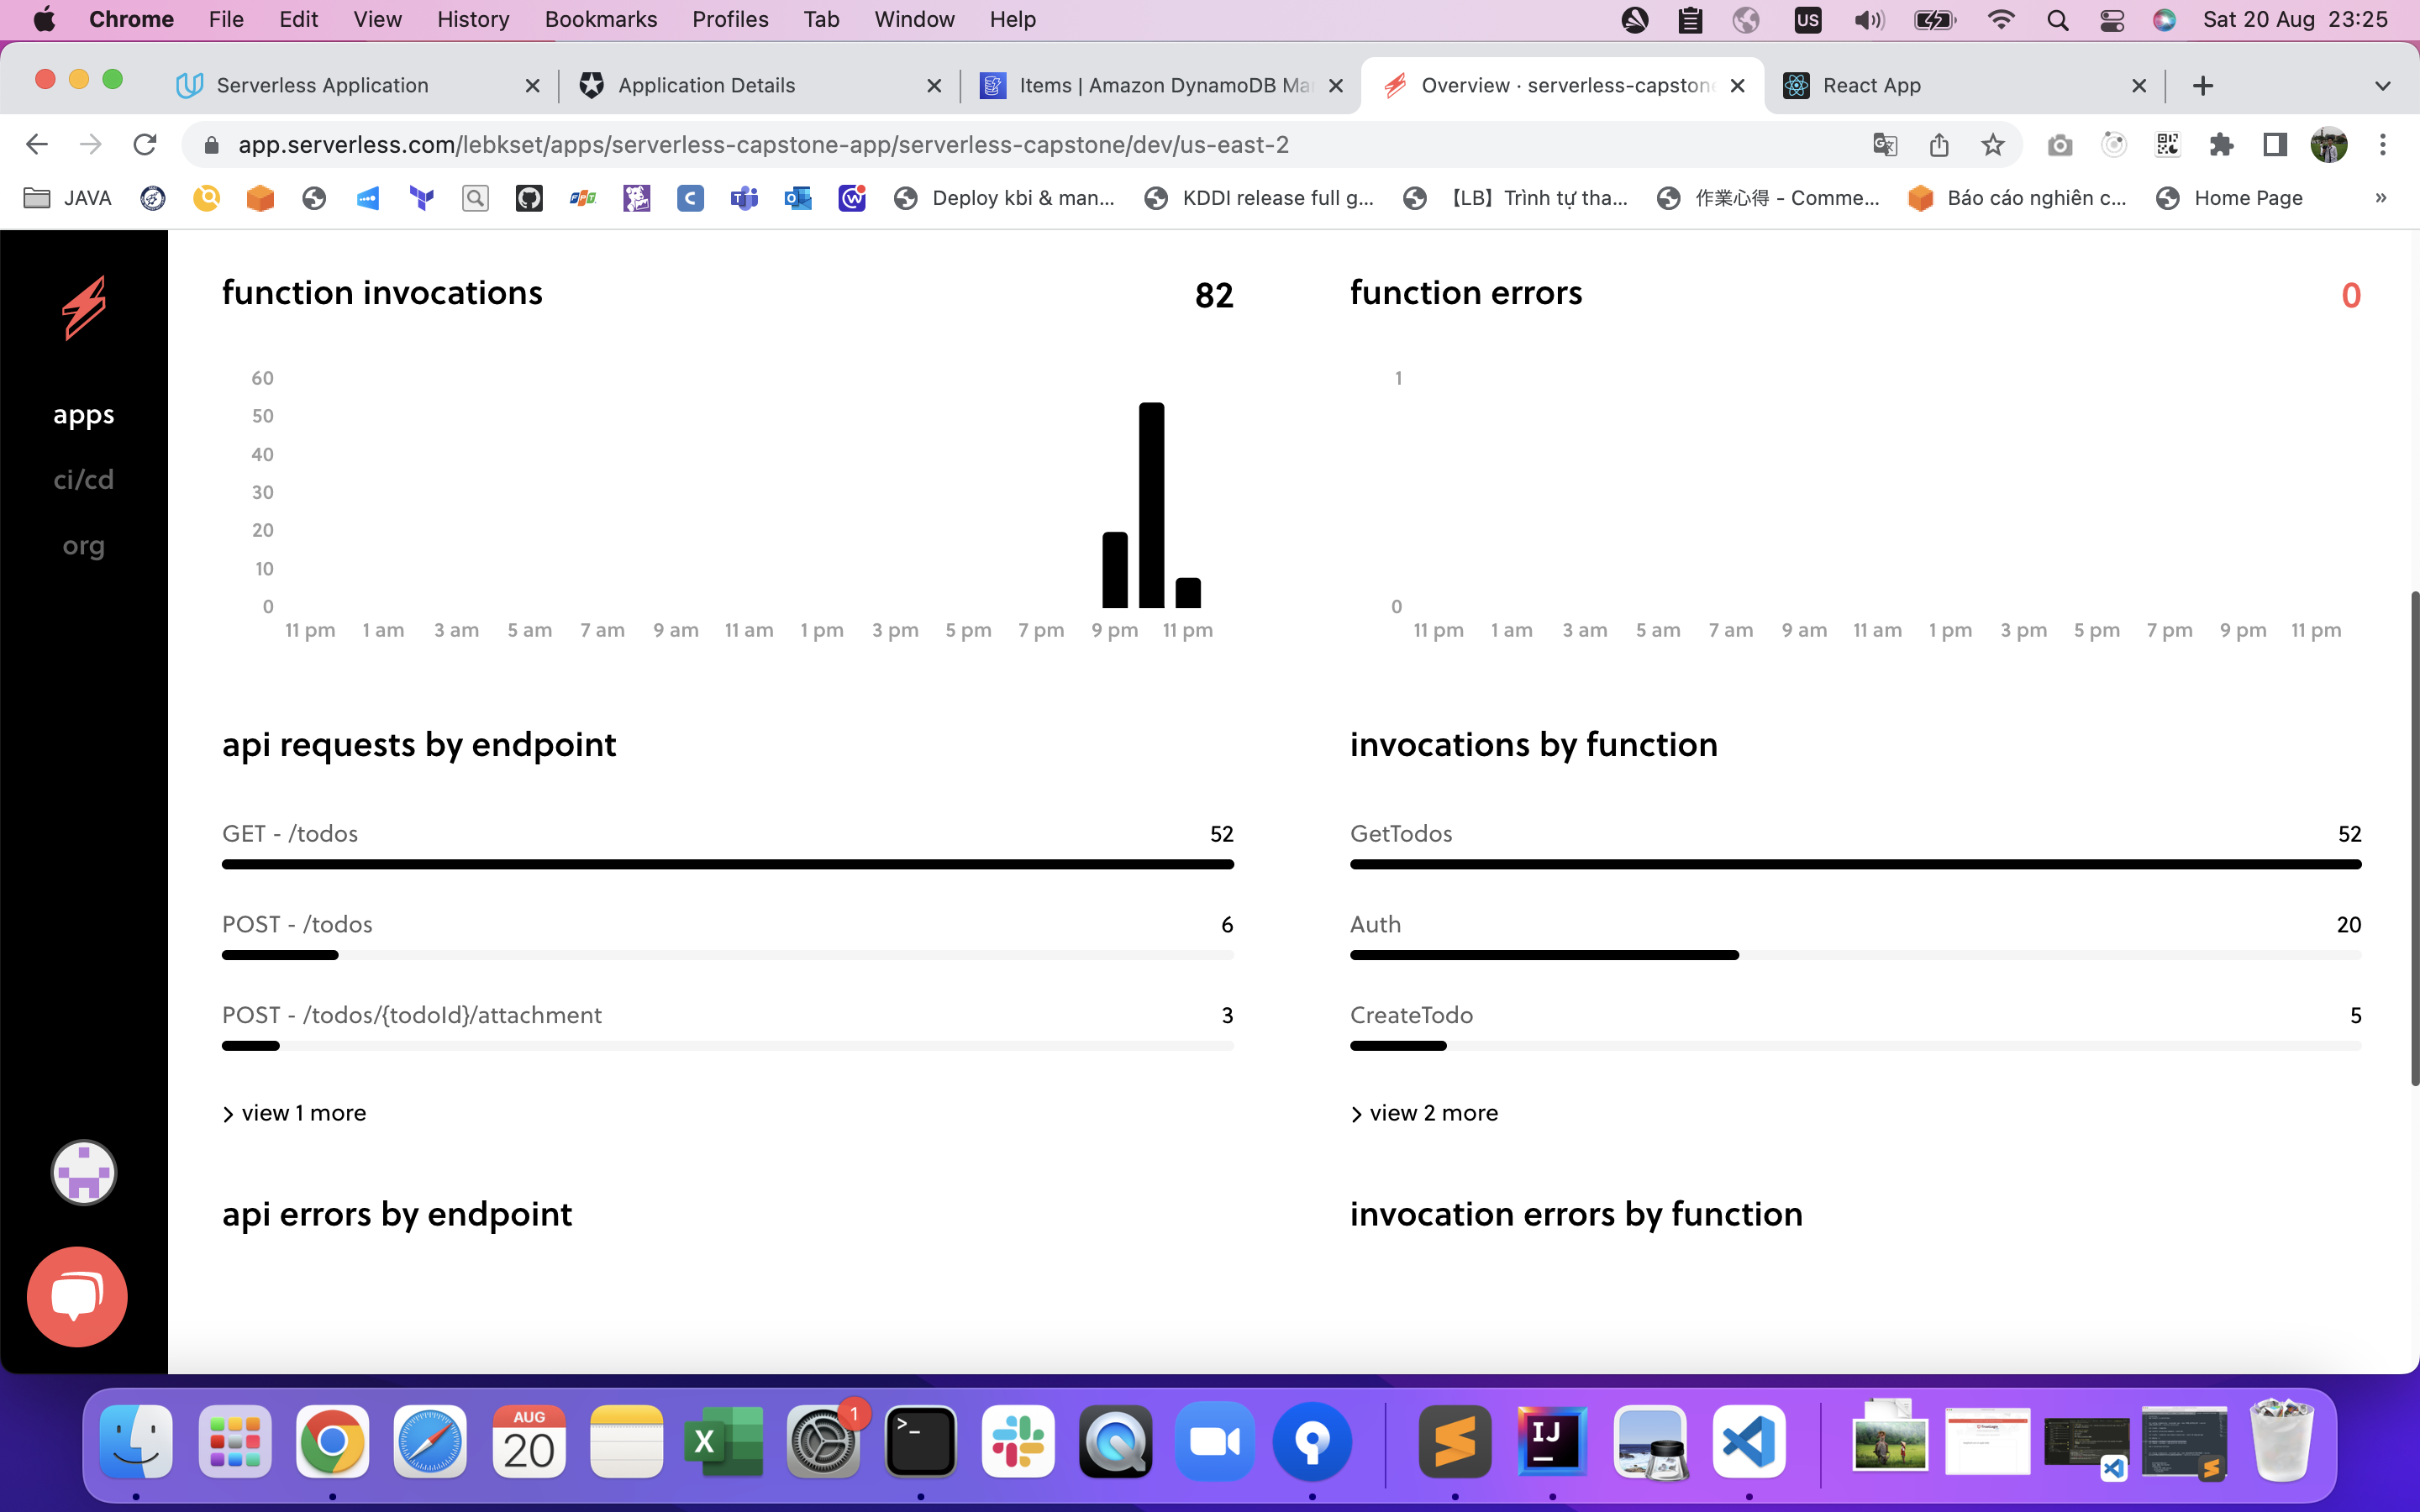 Chrome File Edit View History Bookmarks Profiles Tab Window Help US Sat 20 Aug 23:25
Serverless Application Application Details Items | Amazon DynamoDB Ma Overview · serverless-capston React App
app.serverless.com/lebkset/apps/serverless-capstone-app/serverless-capstone/dev/us-east-2
JAVA Deploy kbi & man... KDDI release full g... 【LB】Trình tự tha... 作業心得 - Comme... Báo cáo nghiên c... Home Page »
apps
ci/cd
org
function invocations 82
60
50
40
30
20
10
0
11 pm 1 am 3 am 5 am 7 am 9 am 11 am 1 pm 3 pm 5 pm 7 pm 9 pm 11 pm
function errors 0
1
0
11 pm 1 am 3 am 5 am 7 am 9 am 11 am 1 pm 3 pm 5 pm 7 pm 9 pm 11 pm
api requests by endpoint
GET - /todos 52
POST - /todos 6
POST - /todos/{todoId}/attachment 3
view 1 more
invocations by function
GetTodos 52
Auth 20
CreateTodo 5
view 2 more
api errors by endpoint
invocation errors by function
AUG
20
1
IJ